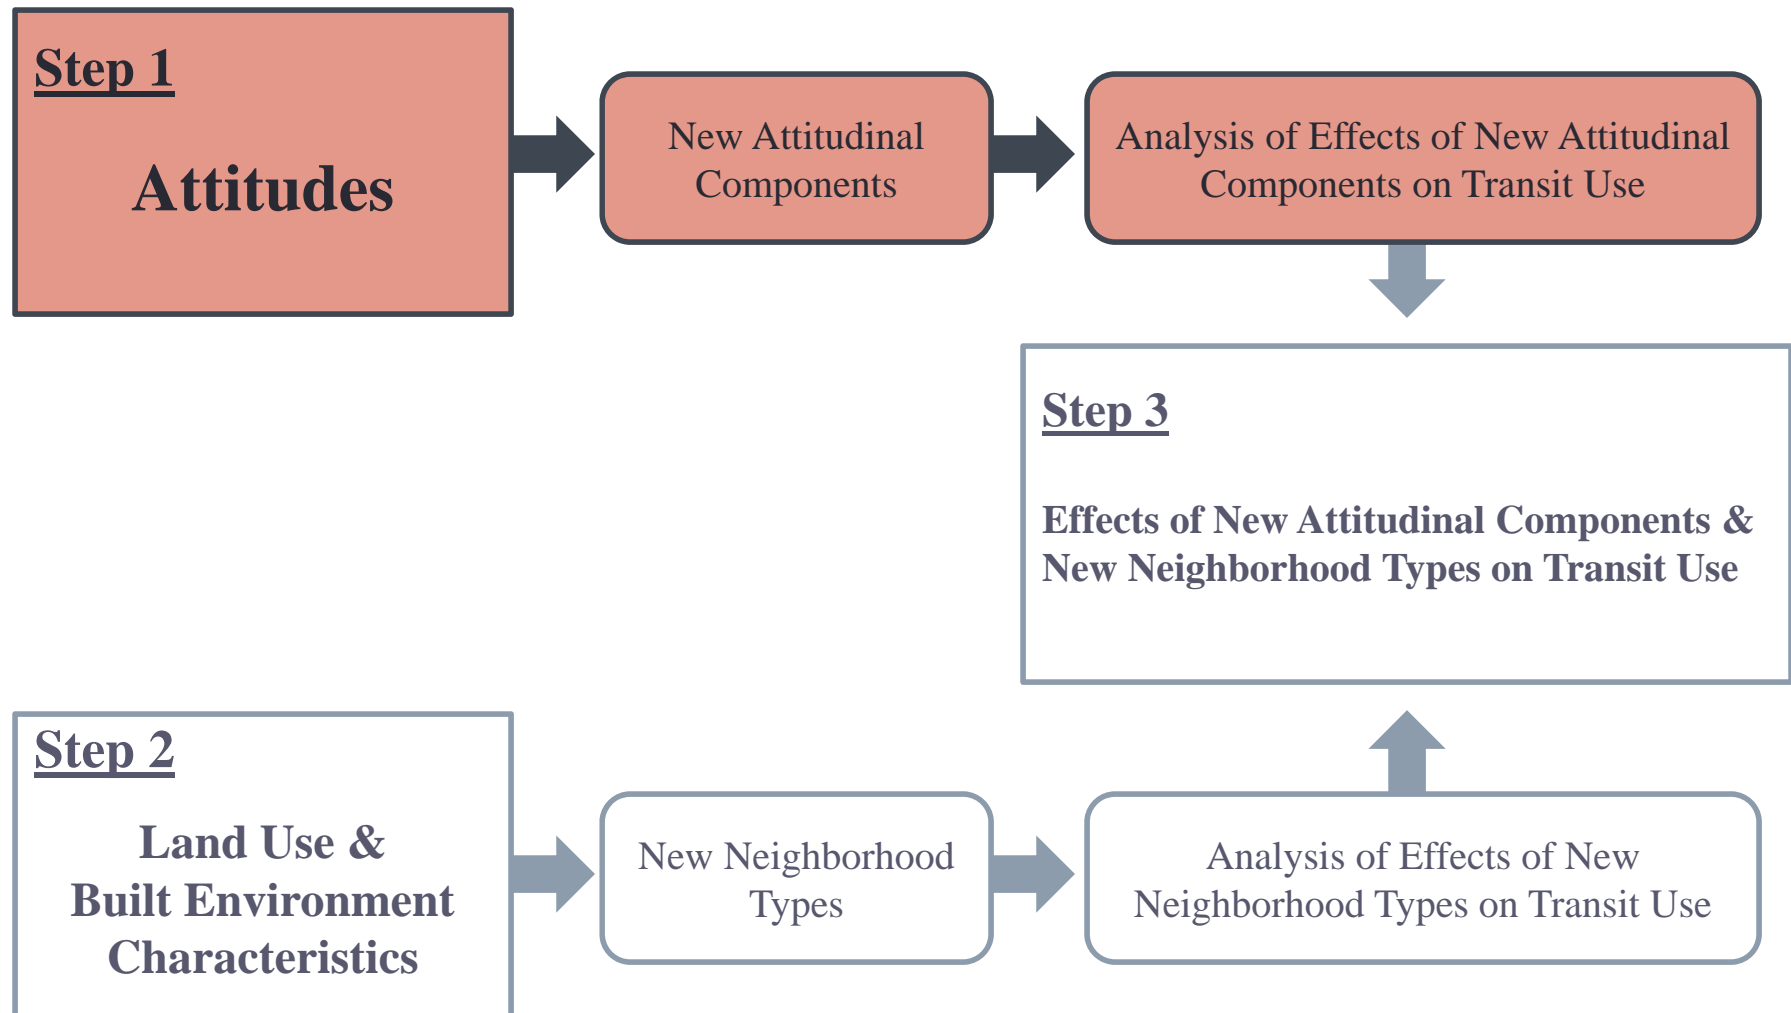 Step 1
Attitudes
New Attitudinal
Components
Analysis of Effects of New Attitudinal
Components on Transit Use
Step 3
Effects of New Attitudinal Components &
New Neighborhood Types on Transit Use
Step 2
Land Use &
Built Environment
Characteristics
New Neighborhood
Types
Analysis of Effects of New
Neighborhood Types on Transit Use